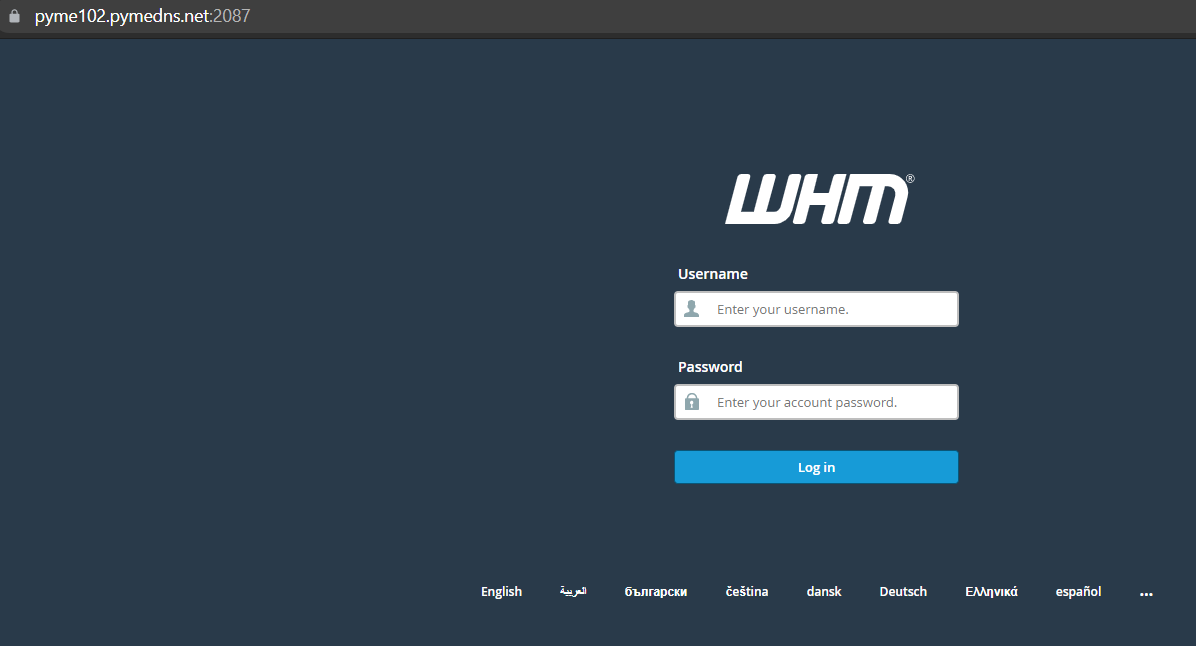 pyme102.pymedns.net:2087
WHM®
Username
Enter your username.
Password
Enter your account password.
Log in
English العربية български čeština dansk Deutsch Ελληνικά español ...